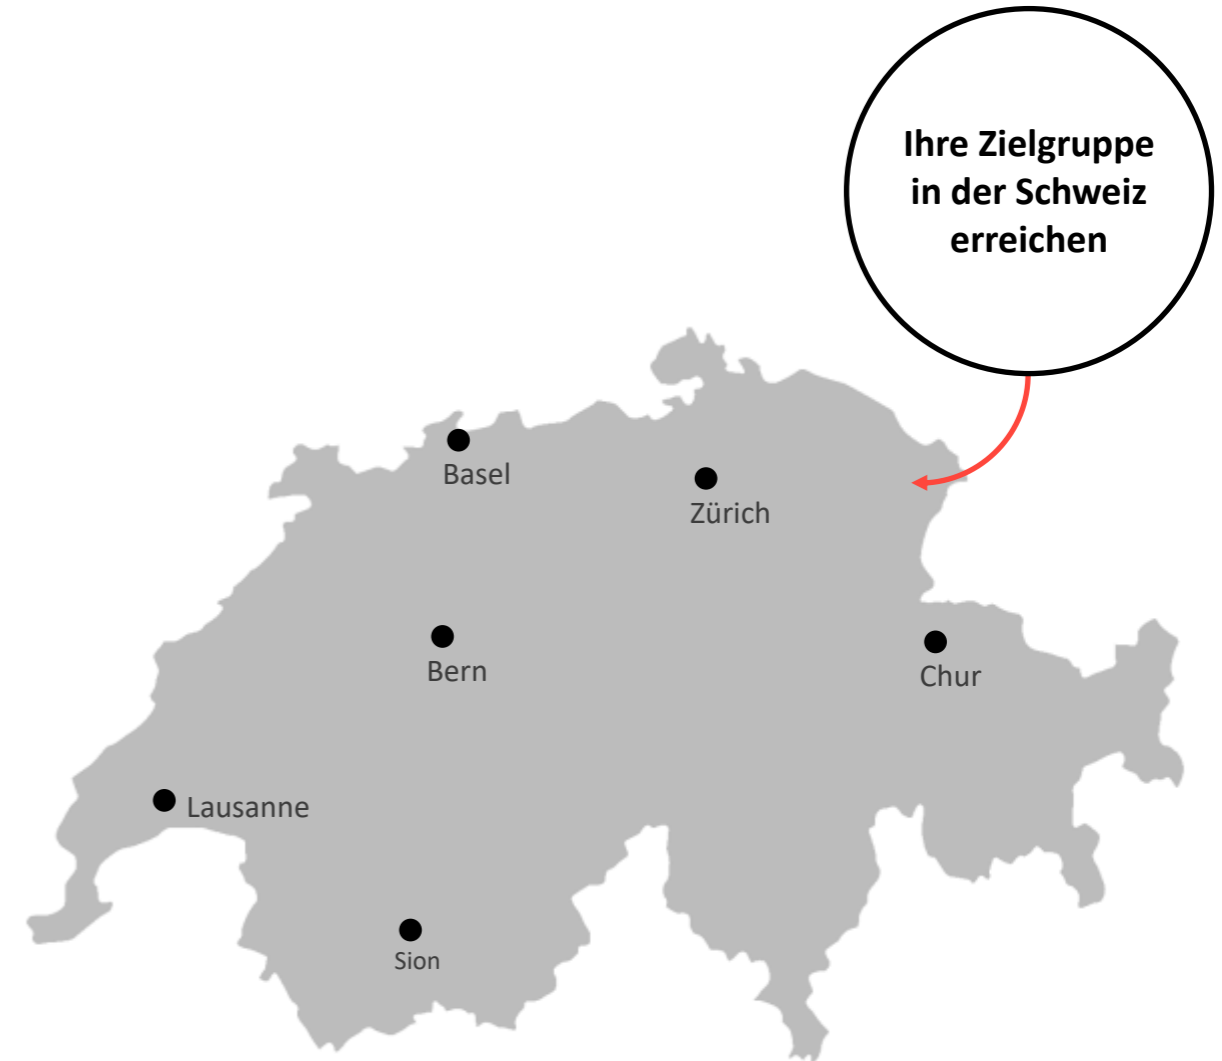 Ihre Zielgruppe
in der Schweiz
erreichen
Basel
Zürich
Bern
Chur
Lausanne
Sion